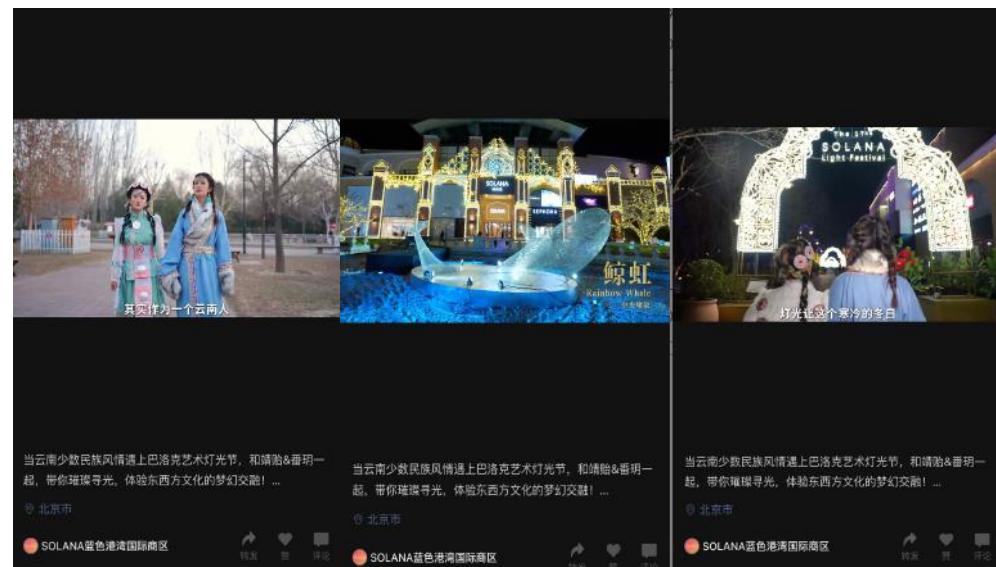 其实作为一个云南人
当云南少数民族风情遇上巴洛克艺术灯光节，和婧贻&番玥一
起，带你璀璨寻光，体验东西方文化的梦幻交融！...
北京市
SOLANA蓝色港湾国际商区
转发 赞 评论
SOLANA
SEPHORA
鲸虹
Rainbow Whale
当云南少数民族风情遇上巴洛克艺术灯光节，和婧贻&番玥一
起，带你璀璨寻光，体验东西方文化的梦幻交融！...
北京市
SOLANA蓝色港湾国际商区
转发 赞 评论
The 17th
SOLANA
Light Festival
灯光让这个寒冷的冬日
当云南少数民族风情遇上巴洛克艺术灯光节，和婧贻&番玥一
起，带你璀璨寻光，体验东西方文化的梦幻交融！...
北京市
SOLANA蓝色港湾国际商区
转发 赞 评论